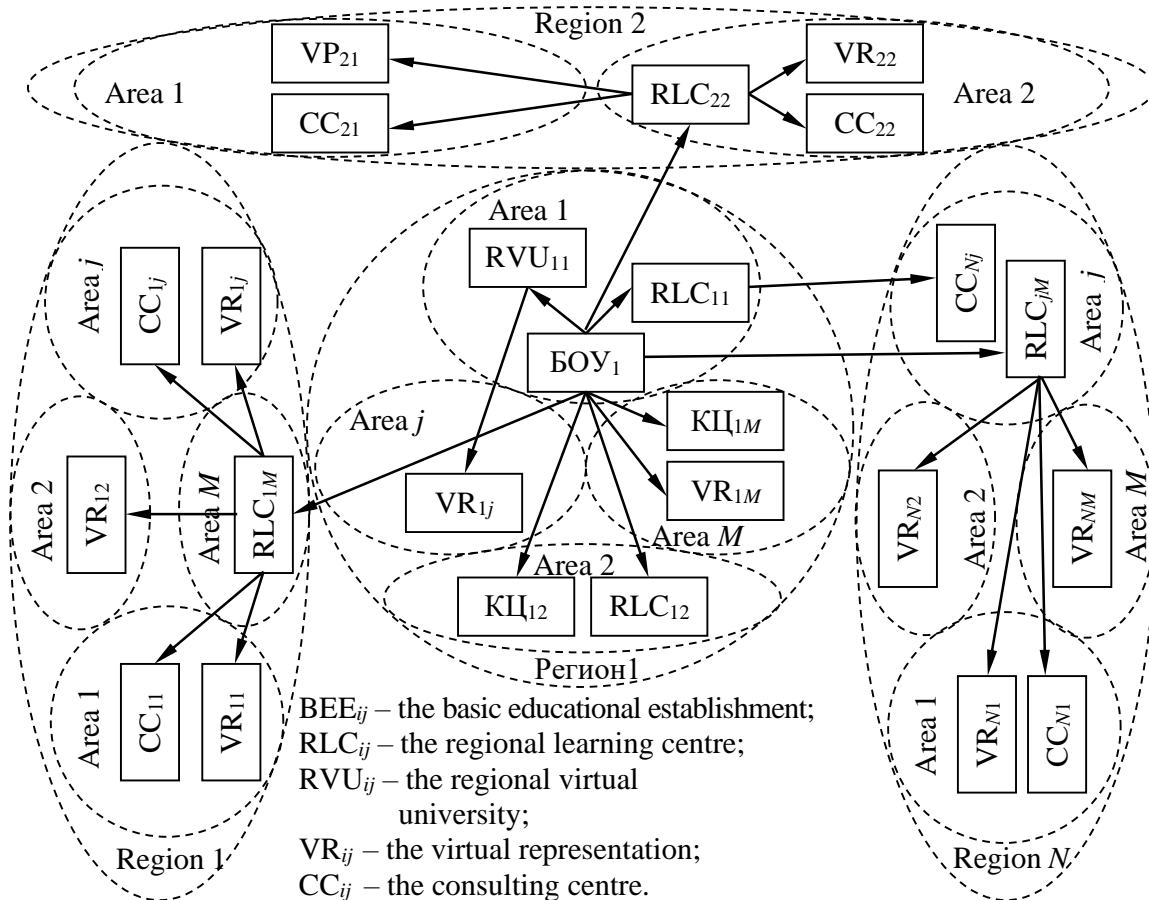 Region 2
VP21
VR22
Area 1
RLC22
Area 2
CC21
CC22
Area 1
RVU11
RLC11
БОУ1
Area j
КЦ1M
VR1j
VR1M
Area M
Area 2
КЦ12
RLC12
Регион1
Area j
CC1j
VR1j
Area 2
VR12
Area M
RLC1M
Area 1
CC11
VR11
Region 1
CCNj
RLCjM
Area j
VRN2
Area 2
VRNM
Area M
Area 1
VRN1
CCN1
Region N
BEEij – the basic educational establishment;
RLCij – the regional learning centre;
RVUij – the regional virtual
university;
VRij – the virtual representation;
CCij – the consulting centre.